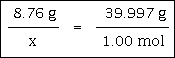 8.76 g = 39.997 g
x 1.00 mol